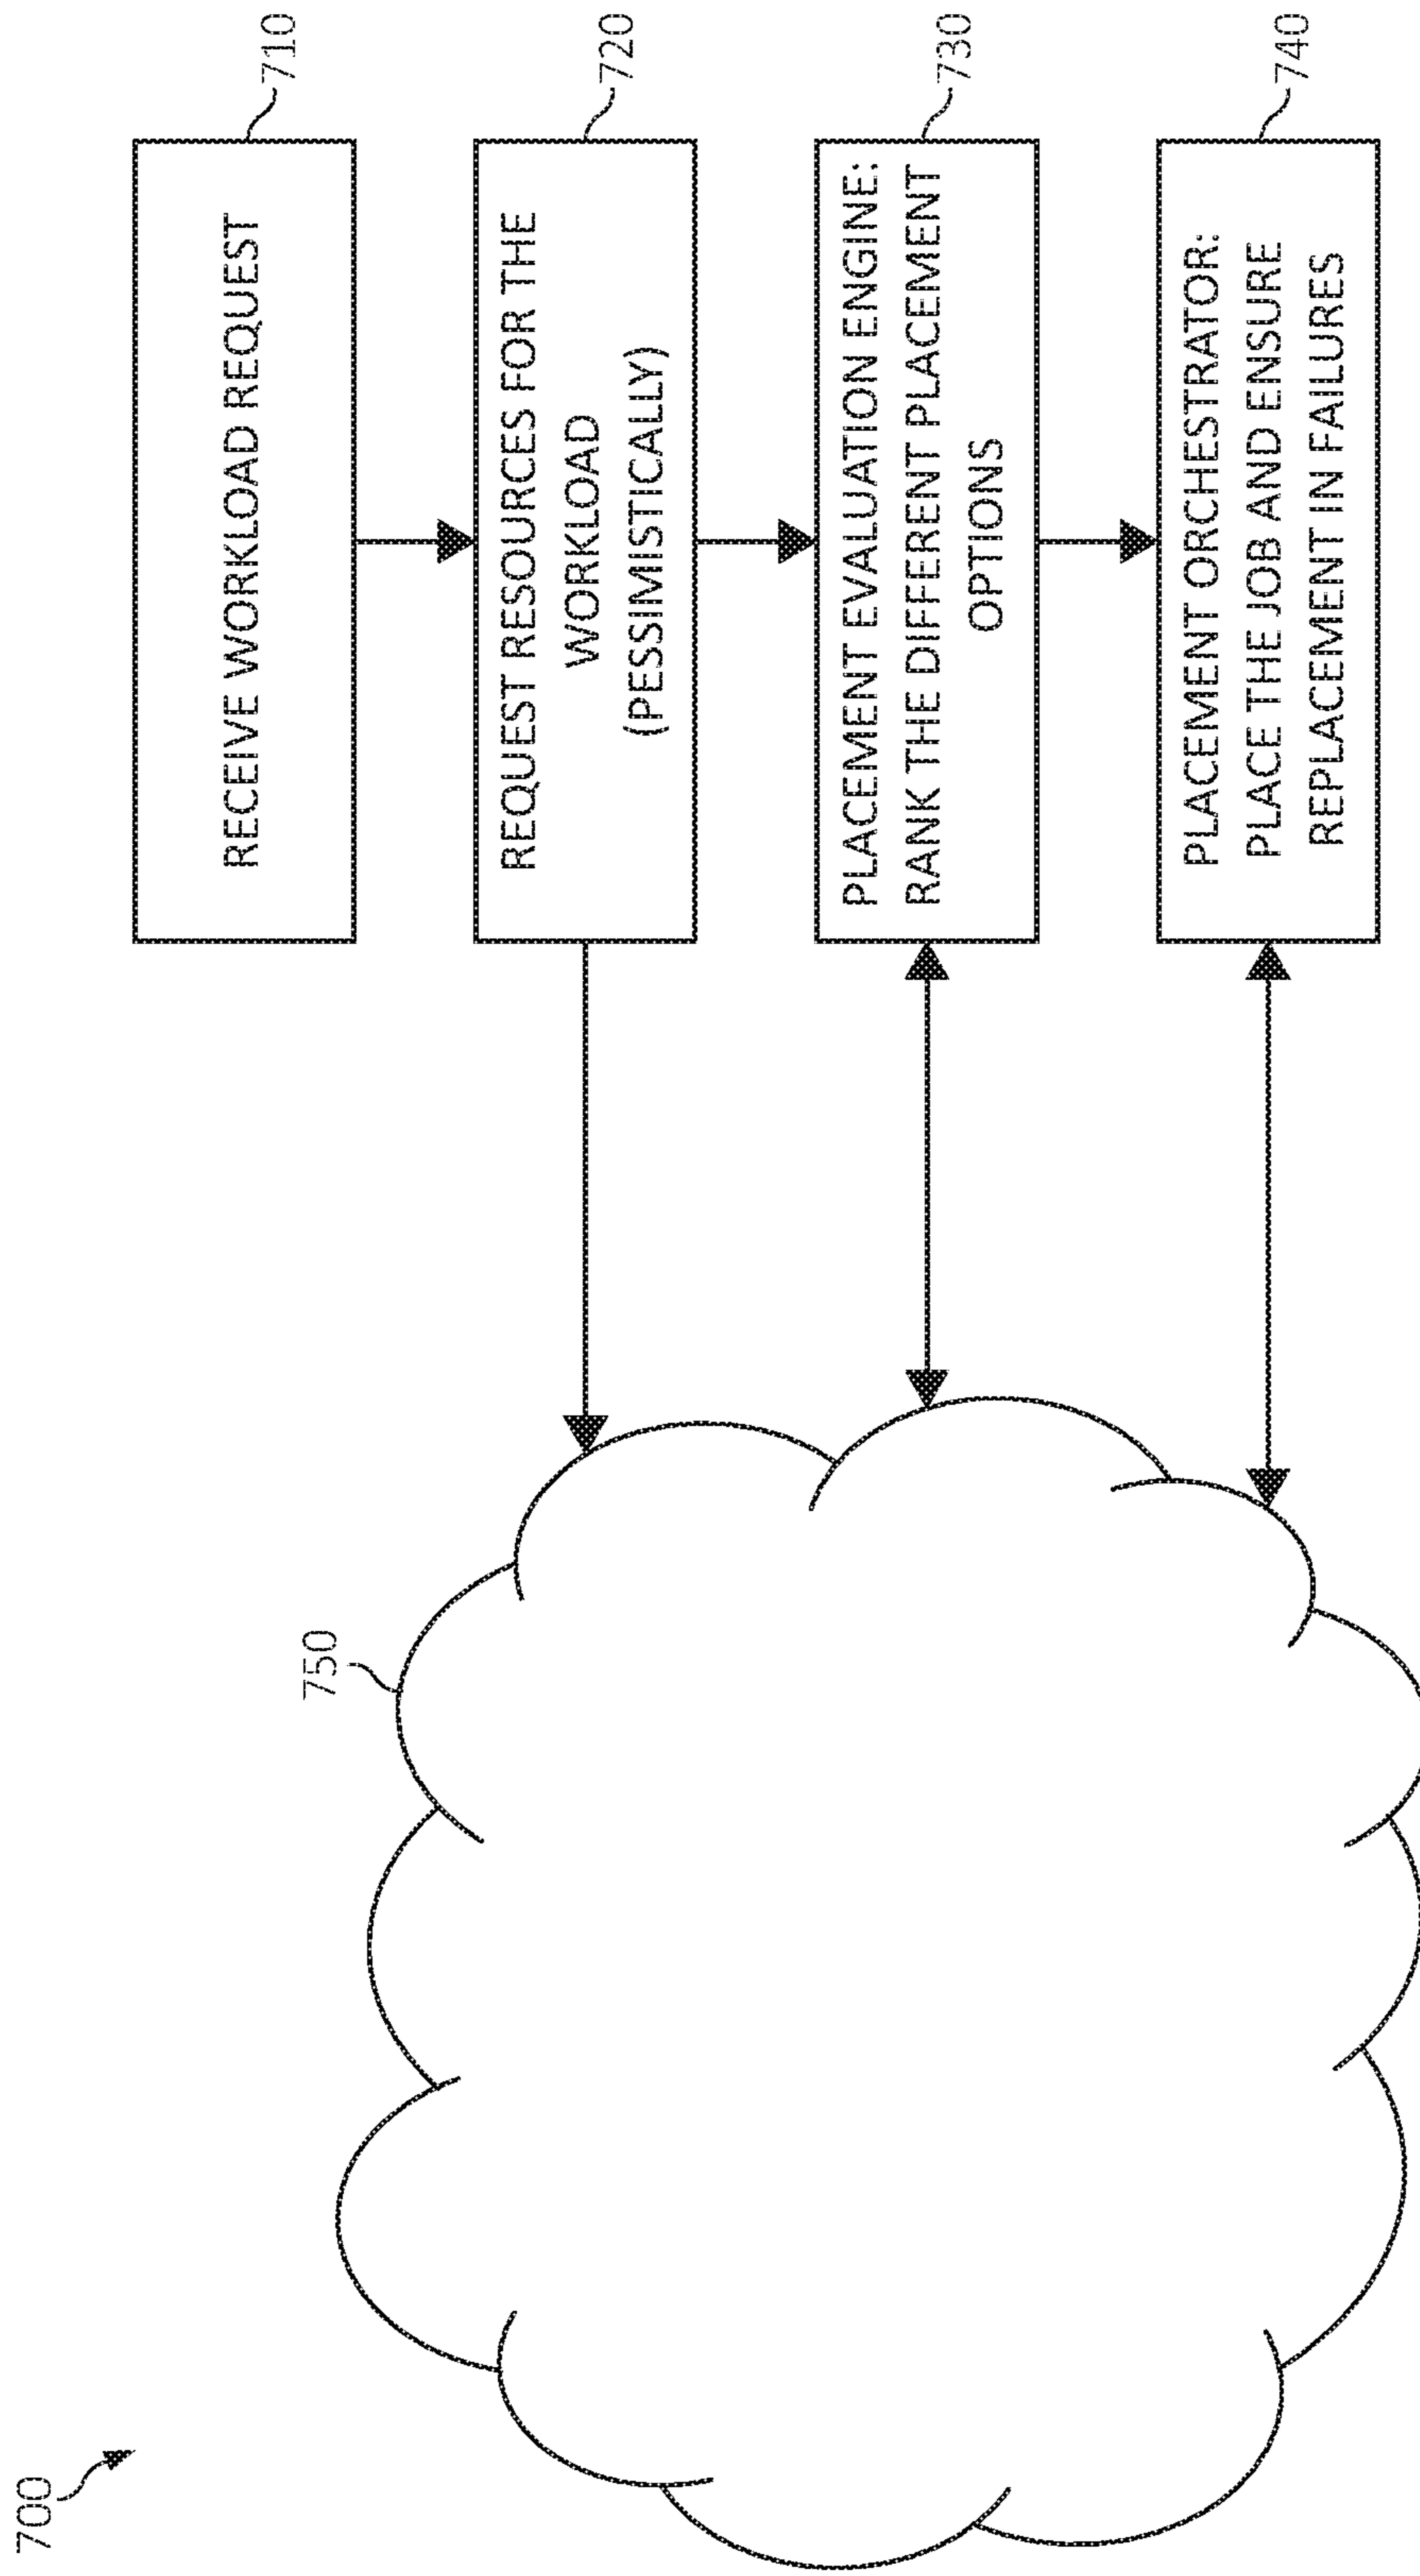 700
750
RECEIVE WORKLOAD REQUEST
710
REQUEST RESOURCES FOR THE
WORKLOAD
(PESSIMISTICALLY)
720
PLACEMENT EVALUATION ENGINE:
RANK THE DIFFERENT PLACEMENT
OPTIONS
730
PLACEMENT ORCHESTRATOR:
PLACE THE JOB AND ENSURE
REPLACEMENT IN FAILURES
740